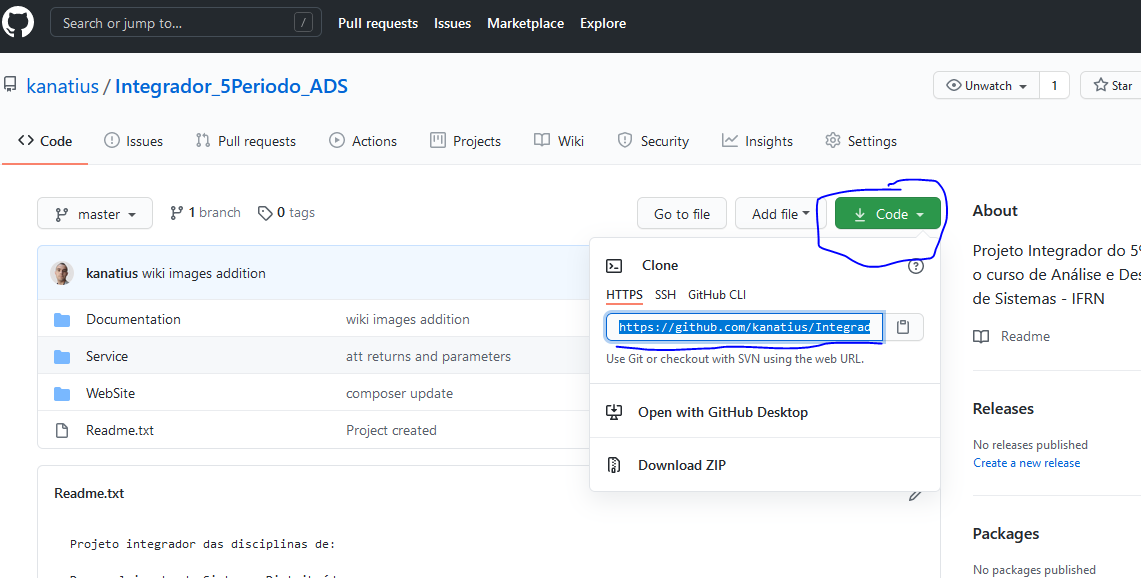 Search or jump to... /
Pull requests Issues Marketplace Explore
kanatius / Integrador_5Periodo_ADS
Unwatch 1 Star
Code Issues Pull requests Actions Projects Wiki Security Insights Settings
master 1 branch 0 tags
Go to file Add file Code
kanatius wiki images addition
Documentation wiki images addition
Service att returns and parameters
WebSite composer update
Readme.txt Project created
Clone ?
HTTPS SSH GitHub CLI
https://github.com/kanatius/Integrad
Use Git or checkout with SVN using the web URL.
Open with GitHub Desktop
Download ZIP
Readme.txt
Projeto integrador das disciplinas de:
About
Projeto Integrador do 5º
o curso de Análise e Des
de Sistemas - IFRN
Readme
Releases
No releases published
Create a new release
Packages
No packages published